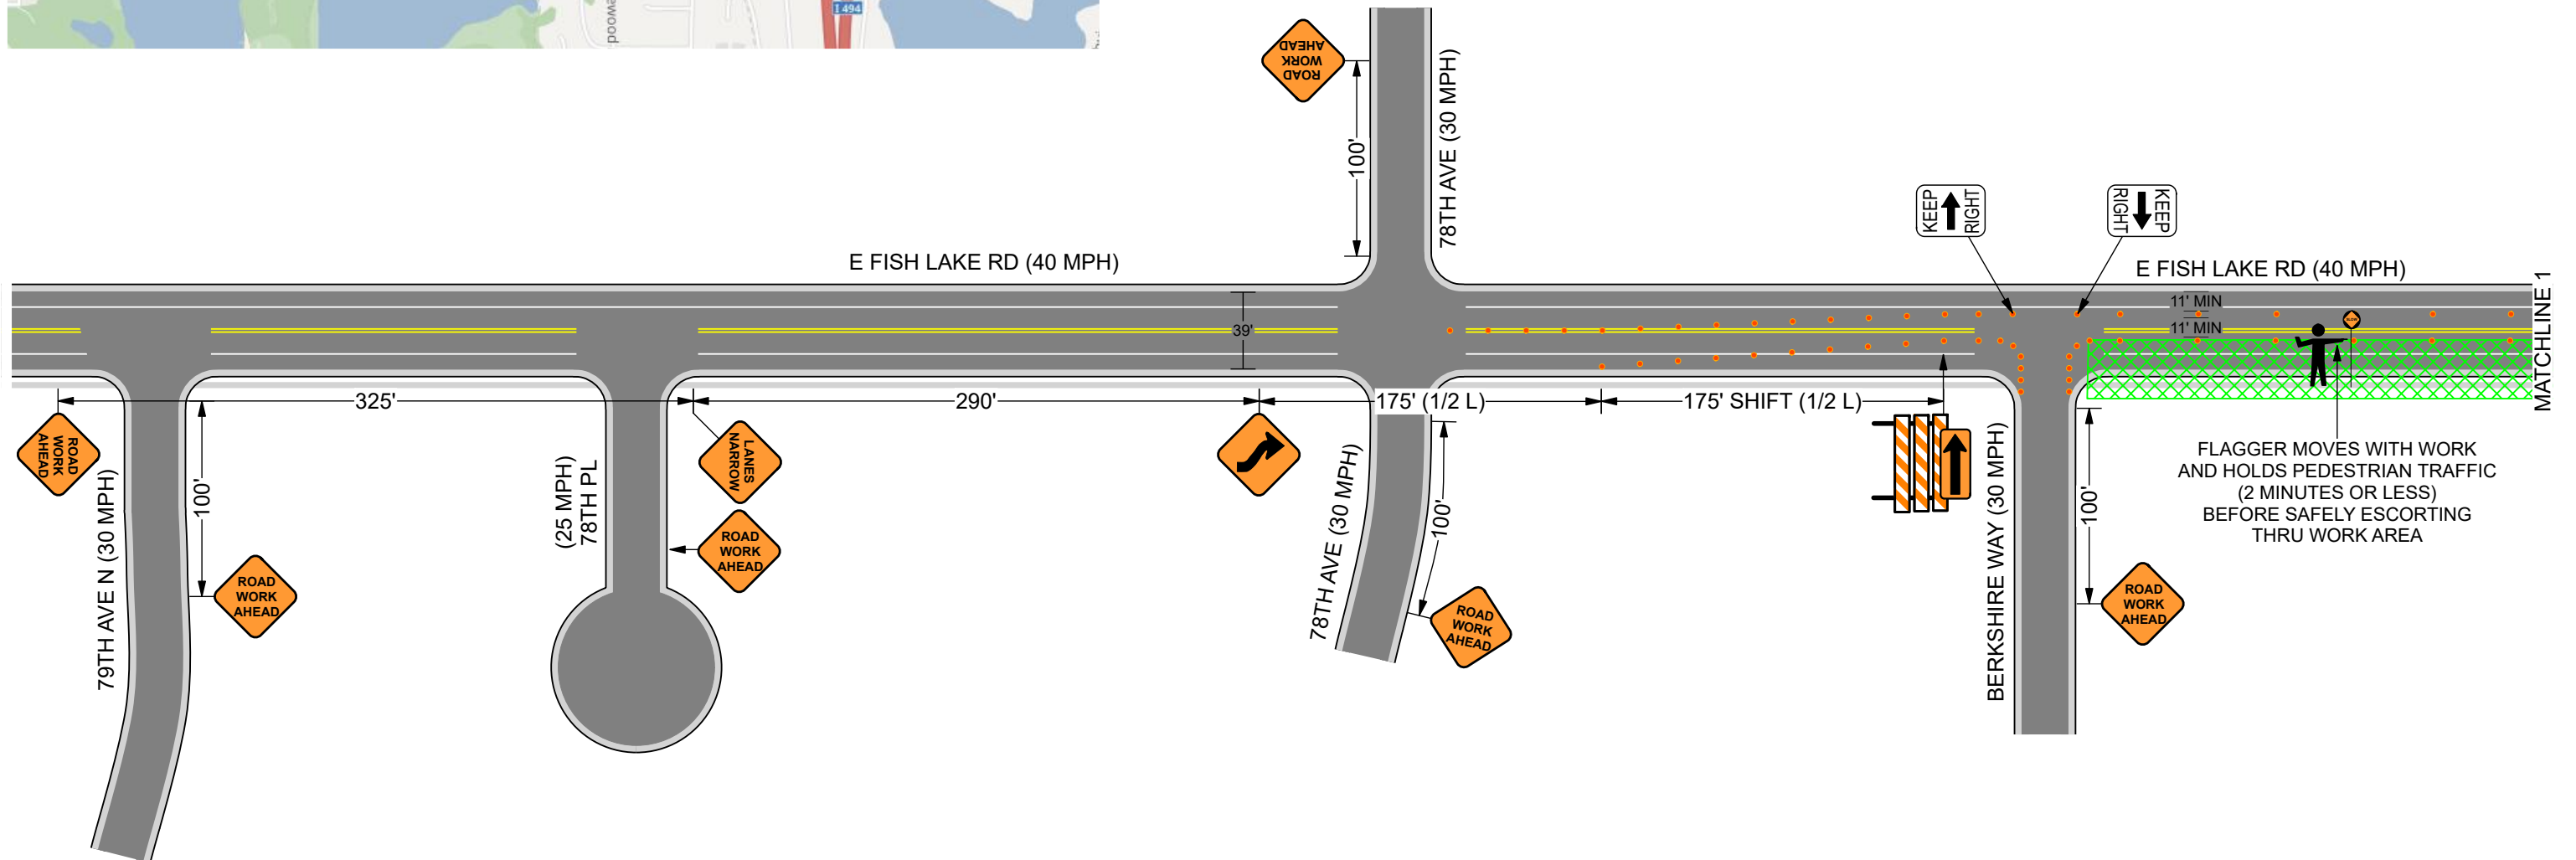 I 494
ewood
ROAD
WORK
AHEAD
100'
78TH AVE (30 MPH)
E FISH LAKE RD (40 MPH)
KEEP
RIGHT
KEEP
RIGHT
E FISH LAKE RD (40 MPH)
39'
11' MIN
11' MIN
MATCHLINE 1
325'
290'
175' (1/2 L)
175' SHIFT (1/2 L)
ROAD
WORK
AHEAD
79TH AVE N (30 MPH)
100'
ROAD
WORK
AHEAD
(25 MPH)
78TH PL
LANES
NARROW
ROAD
WORK
AHEAD
78TH AVE (30 MPH)
100'
ROAD
WORK
AHEAD
BERKSHIRE WAY (30 MPH)
100'
ROAD
WORK
AHEAD
FLAGGER MOVES WITH WORK
AND HOLDS PEDESTRIAN TRAFFIC
(2 MINUTES OR LESS)
BEFORE SAFELY ESCORTING
THRU WORK AREA